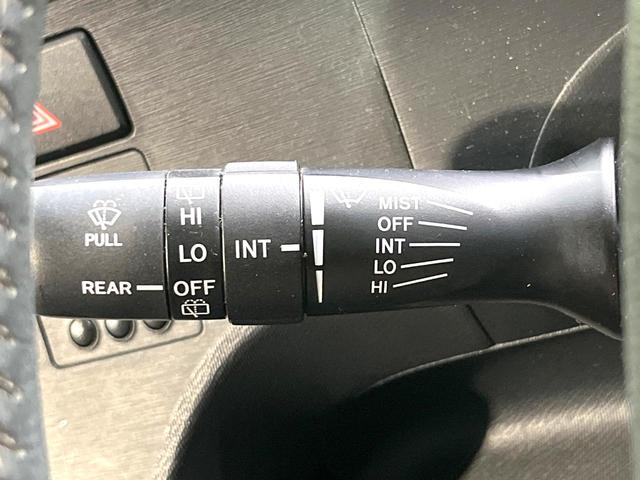 PULL
REAR
HI
LO
OFF
INT
MIST
OFF
INT
LO
HI